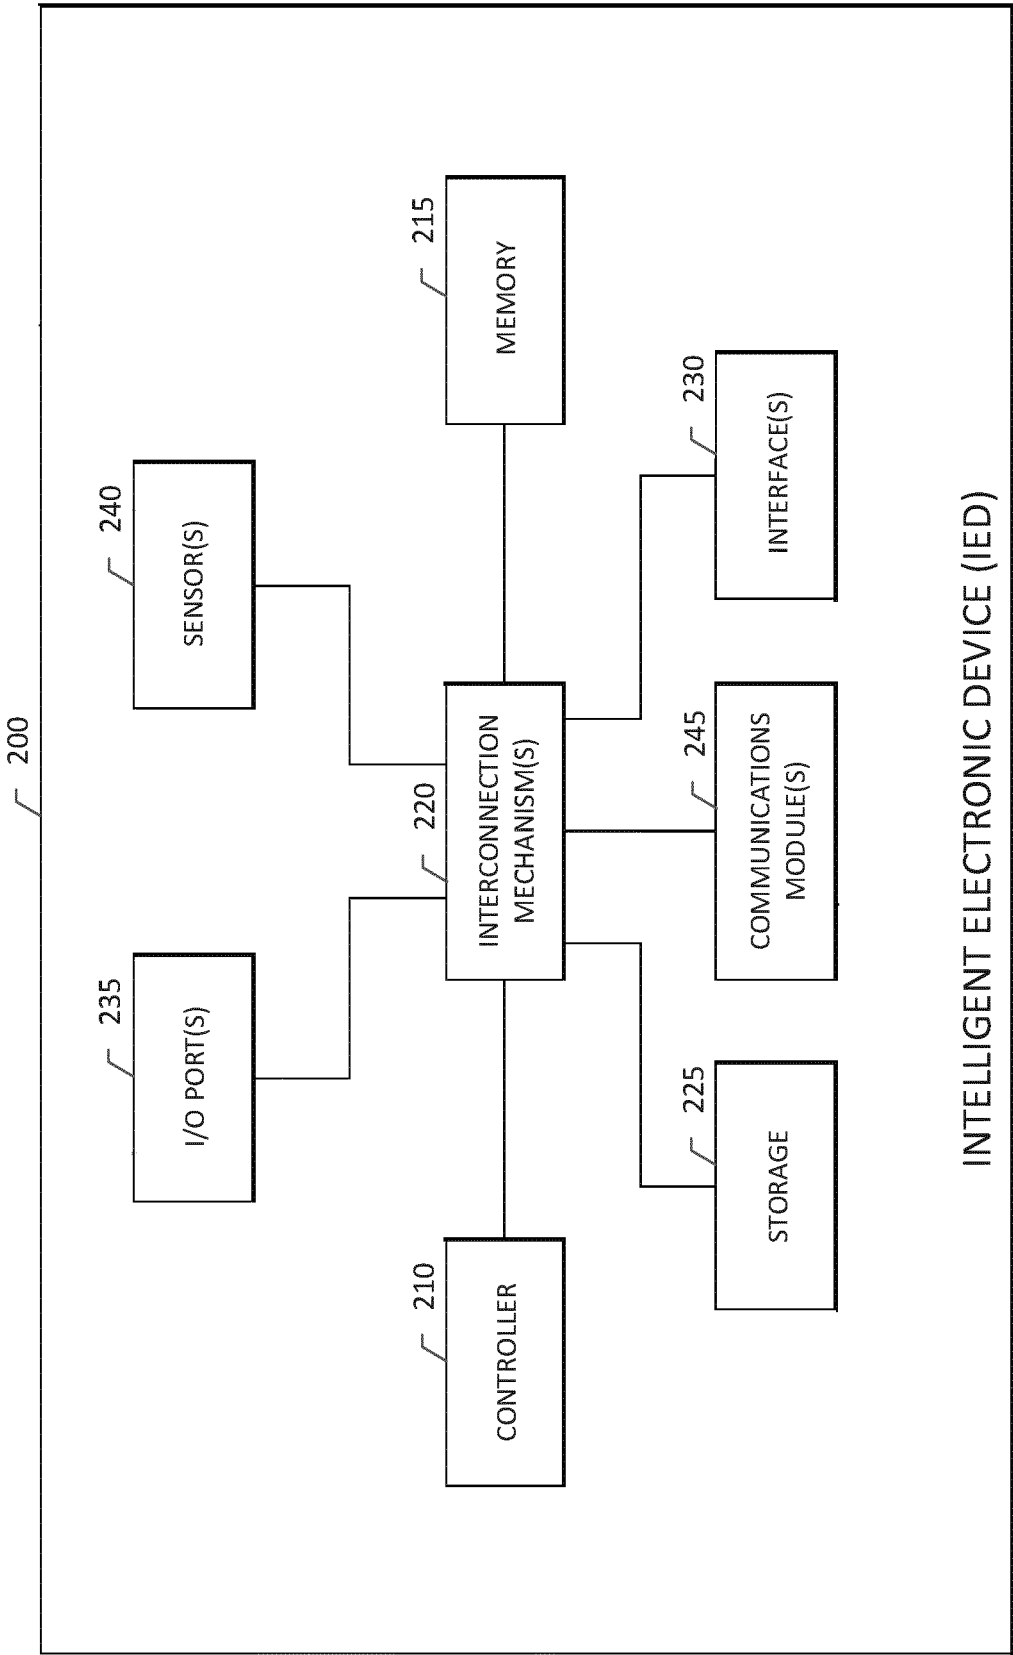 200
235
I/O PORT(S)
240
SENSOR(S)
210
CONTROLLER
220
INTERCONNECTION
MECHANISM(S)
215
MEMORY
225
STORAGE
245
COMMUNICATIONS
MODULE(S)
230
INTERFACE(S)
INTELLIGENT ELECTRONIC DEVICE (IED)